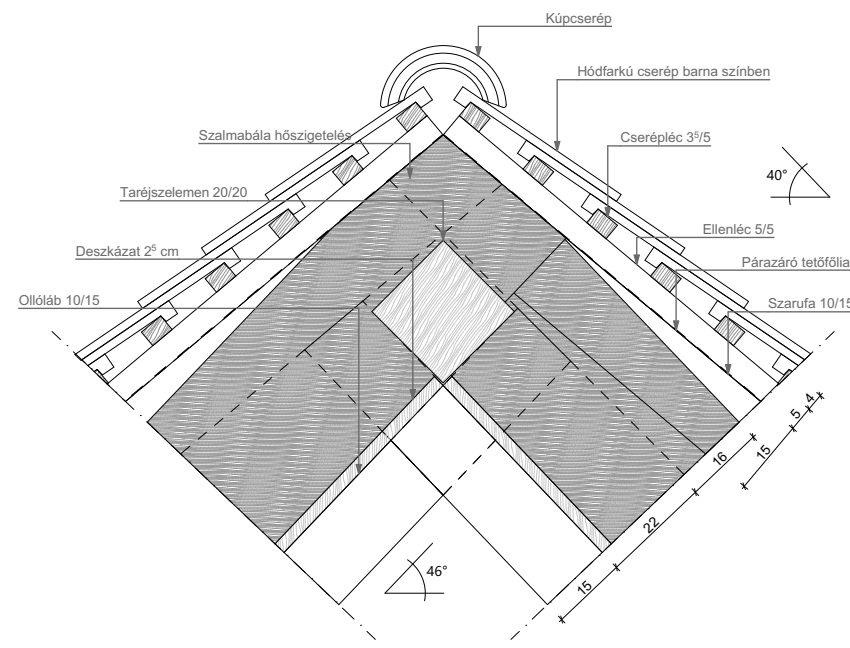 Kúpcserép
Hódfarkú cserép barna színben
Szalmabála hőszigetelés
Cserépléc 3⁵/5
40°
Taréjszelemen 20/20
Ellenléc 5/5
Deszkázat 2⁵ cm
Párazáró tetőfólia
Ollóláb 10/15
Szarufa 10/15
4
5
15
16
22
15
46°